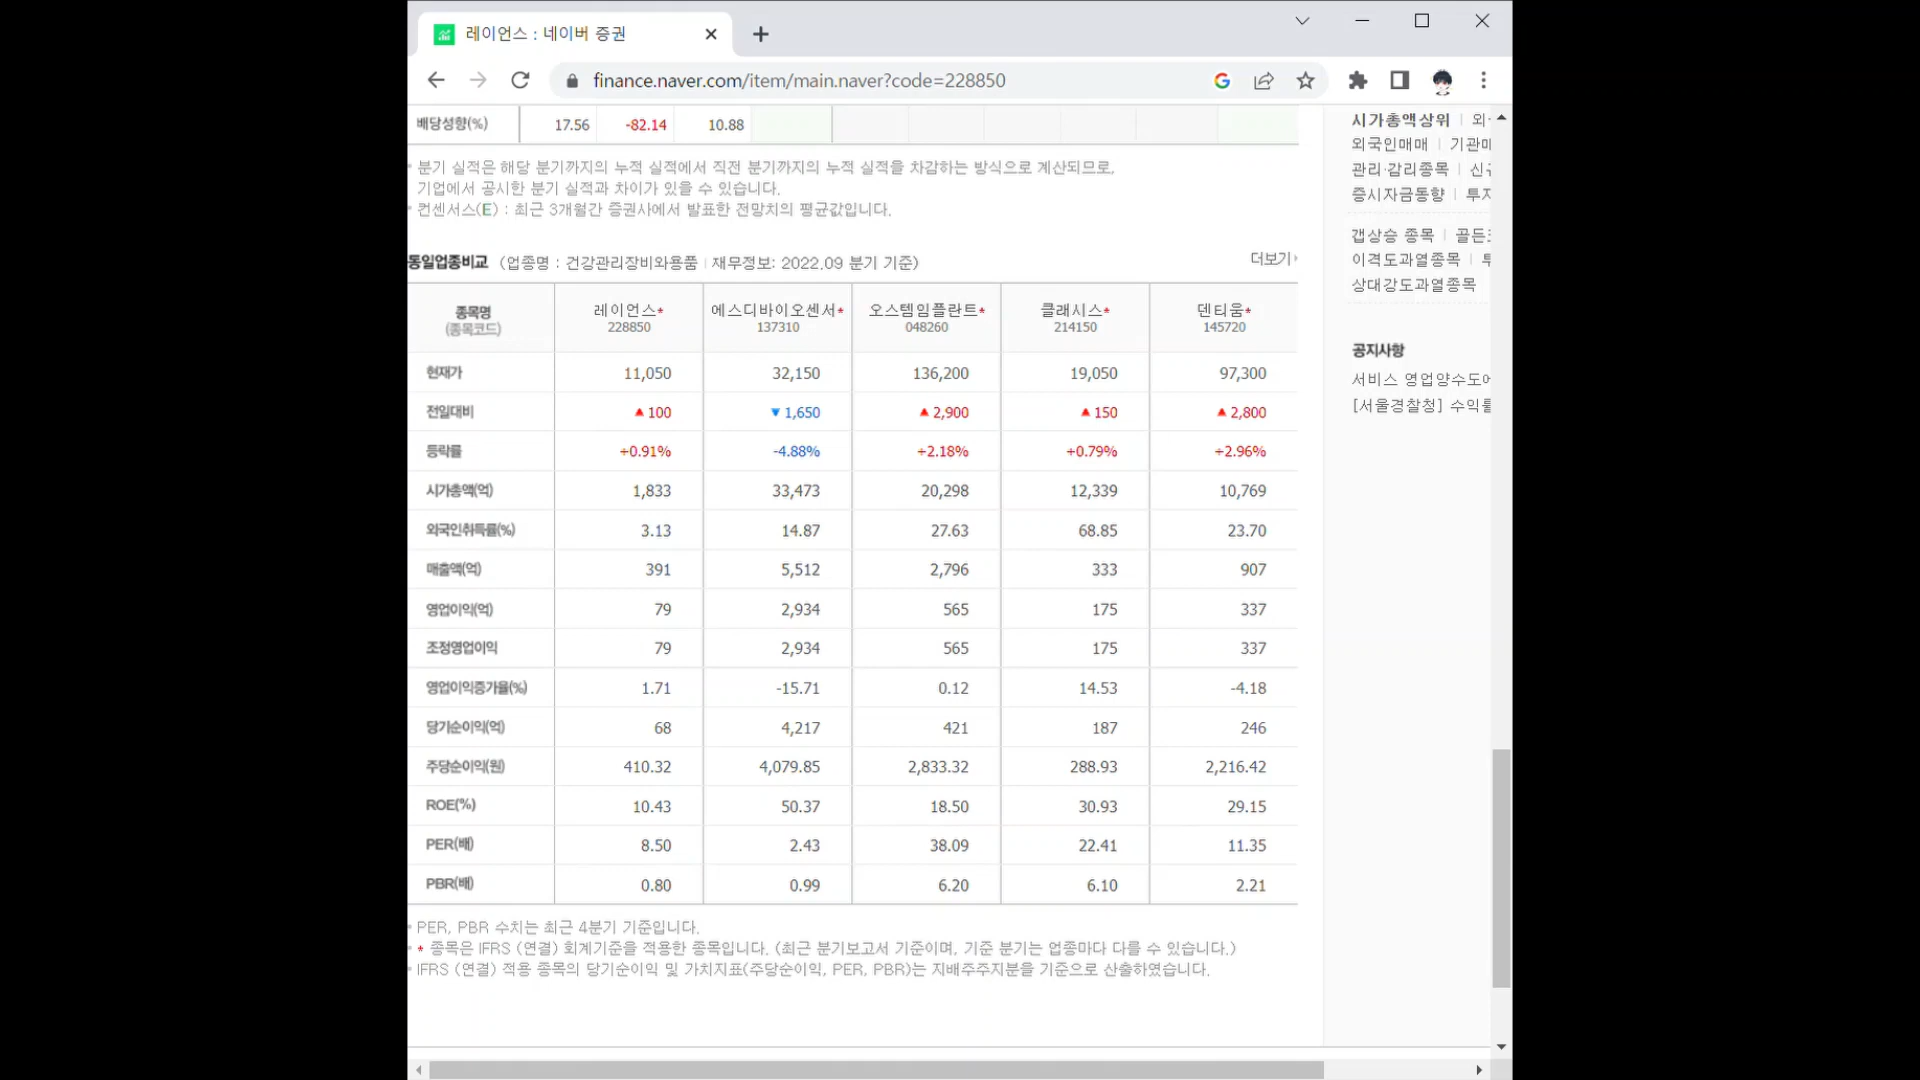 레이언스 : 네이버 증권
finance.naver.com/item/main.naver?code=228850
배당성향(%) 17.56 -82.14 10.88
분기 실적은 해당 분기까지의 누적 실적에서 직전 분기까지의 누적 실적을 차감하는 방식으로 계산되므로,
기업에서 공시한 분기 실적과 차이가 있을 수 있습니다.
컨센서스(E) : 최근 3개월간 증권사에서 발표한 전망치의 평균값입니다.
동일업종비교 (업종명 : 건강관리장비와용품 | 재무정보: 2022.09 분기 기준) 더보기
종목명 레이언스* 에스디바이오센서* 오스템임플란트* 클래시스* 덴티움*
(종목코드) 228850 137310 048260 214150 145720
현재가 11,050 32,150 136,200 19,050 97,300
전일대비 ▲100 ▼1,650 ▲2,900 ▲150 ▲2,800
등락률 +0.91% -4.88% +2.18% +0.79% +2.96%
시가총액(억) 1,833 33,473 20,298 12,339 10,769
외국인취득률(%) 3.13 14.87 27.63 68.85 23.70
매출액(억) 391 5,512 2,796 333 907
영업이익(억) 79 2,934 565 175 337
조정영업이익 79 2,934 565 175 337
영업이익증가율(%) 1.71 -15.71 0.12 14.53 -4.18
당기순이익(억) 68 4,217 421 187 246
주당순이익(원) 410.32 4,079.85 2,833.32 288.93 2,216.42
ROE(%) 10.43 50.37 18.50 30.93 29.15
PER(배) 8.50 2.43 38.09 22.41 11.35
PBR(배) 0.80 0.99 6.20 6.10 2.21
PER, PBR 수치는 최근 4분기 기준입니다.
* 종목은 IFRS (연결) 회계기준을 적용한 종목입니다. (최근 분기보고서 기준이며, 기준 분기는 업종마다 다를 수 있습니다.)
IFRS (연결) 적용 종목의 당기순이익 및 가치지표(주당순이익, PER, PBR)는 지배주주지분을 기준으로 산출하였습니다.
시가총액상위 | 외
외국인매매 | 기관
관리·감리종목 | 신
증시자금동향 | 투자
갭상승 종목 | 골든
이격도과열종목 |
상대강도과열종목
공지사항
서비스 영업양수도
[서울경찰청] 수익률